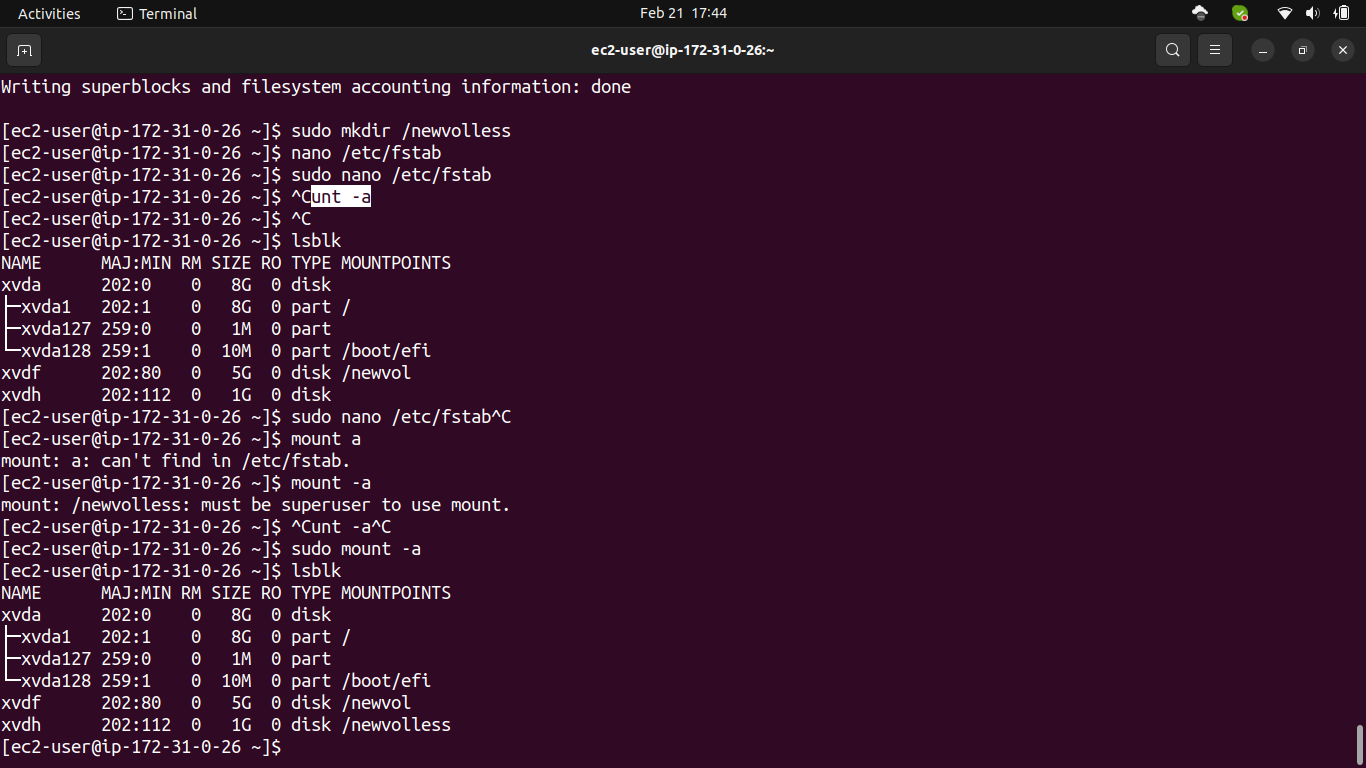 Activities Terminal Feb 21 17:44
ec2-user@ip-172-31-0-26:~
Writing superblocks and filesystem accounting information: done
[ec2-user@ip-172-31-0-26 ~]$ sudo mkdir /newvolless
[ec2-user@ip-172-31-0-26 ~]$ nano /etc/fstab
[ec2-user@ip-172-31-0-26 ~]$ sudo nano /etc/fstab
[ec2-user@ip-172-31-0-26 ~]$ ^Cunt -a
[ec2-user@ip-172-31-0-26 ~]$ ^C
[ec2-user@ip-172-31-0-26 ~]$ lsblk
NAME      MAJ:MIN RM SIZE RO TYPE MOUNTPOINTS
xvda      202:0    0   8G  0 disk
├─xvda1   202:1    0   8G  0 part /
├─xvda127 259:0    0   1M  0 part
└─xvda128 259:1    0  10M  0 part /boot/efi
xvdf      202:80   0   5G  0 disk /newvol
xvdh      202:112  0   1G  0 disk
[ec2-user@ip-172-31-0-26 ~]$ sudo nano /etc/fstab^C
[ec2-user@ip-172-31-0-26 ~]$ mount a
mount: a: can't find in /etc/fstab.
[ec2-user@ip-172-31-0-26 ~]$ mount -a
mount: /newvolless: must be superuser to use mount.
[ec2-user@ip-172-31-0-26 ~]$ ^Cunt -a^C
[ec2-user@ip-172-31-0-26 ~]$ sudo mount -a
[ec2-user@ip-172-31-0-26 ~]$ lsblk
NAME      MAJ:MIN RM SIZE RO TYPE MOUNTPOINTS
xvda      202:0    0   8G  0 disk
├─xvda1   202:1    0   8G  0 part /
├─xvda127 259:0    0   1M  0 part
└─xvda128 259:1    0  10M  0 part /boot/efi
xvdf      202:80   0   5G  0 disk /newvol
xvdh      202:112  0   1G  0 disk /newvolless
[ec2-user@ip-172-31-0-26 ~]$